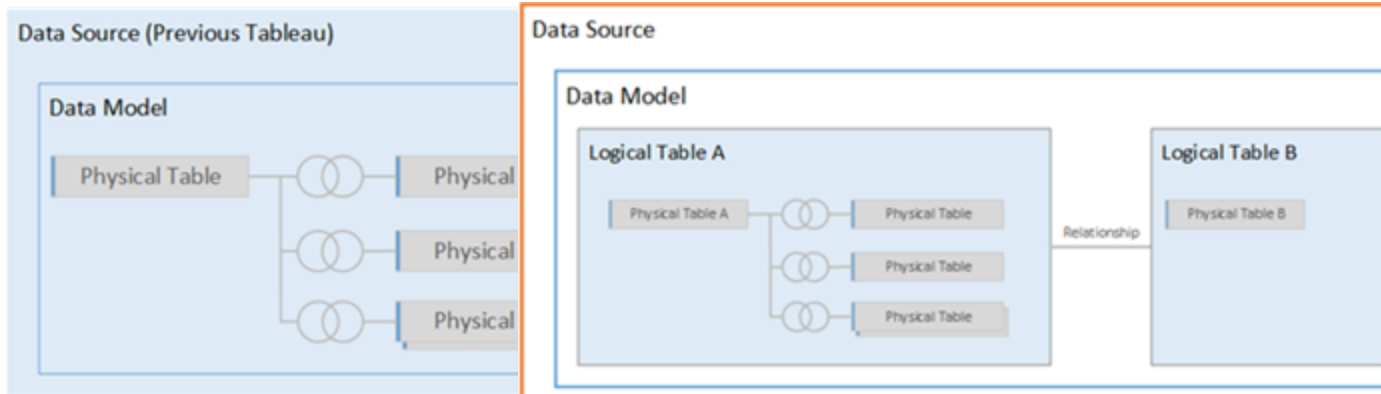 Data Source (Previous Tableau)
Data Model
Physical Table
Physical
Physical
Physical
Data Source
Data Model
Logical Table A
Physical Table A
Physical Table
Physical Table
Physical Table
Relationship
Logical Table B
Physical Table B